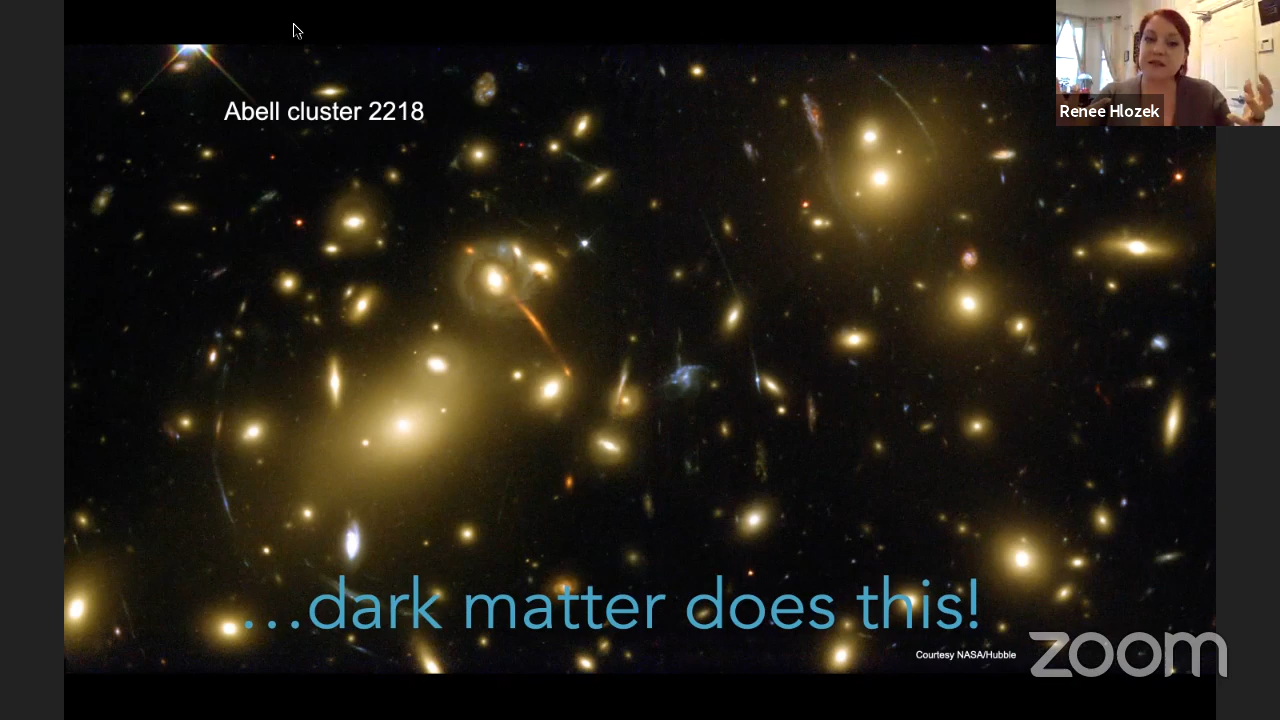 Abell cluster 2218
Renee Hlozek
...dark matter does this!
Courtesy NASA/Hubble
zoom